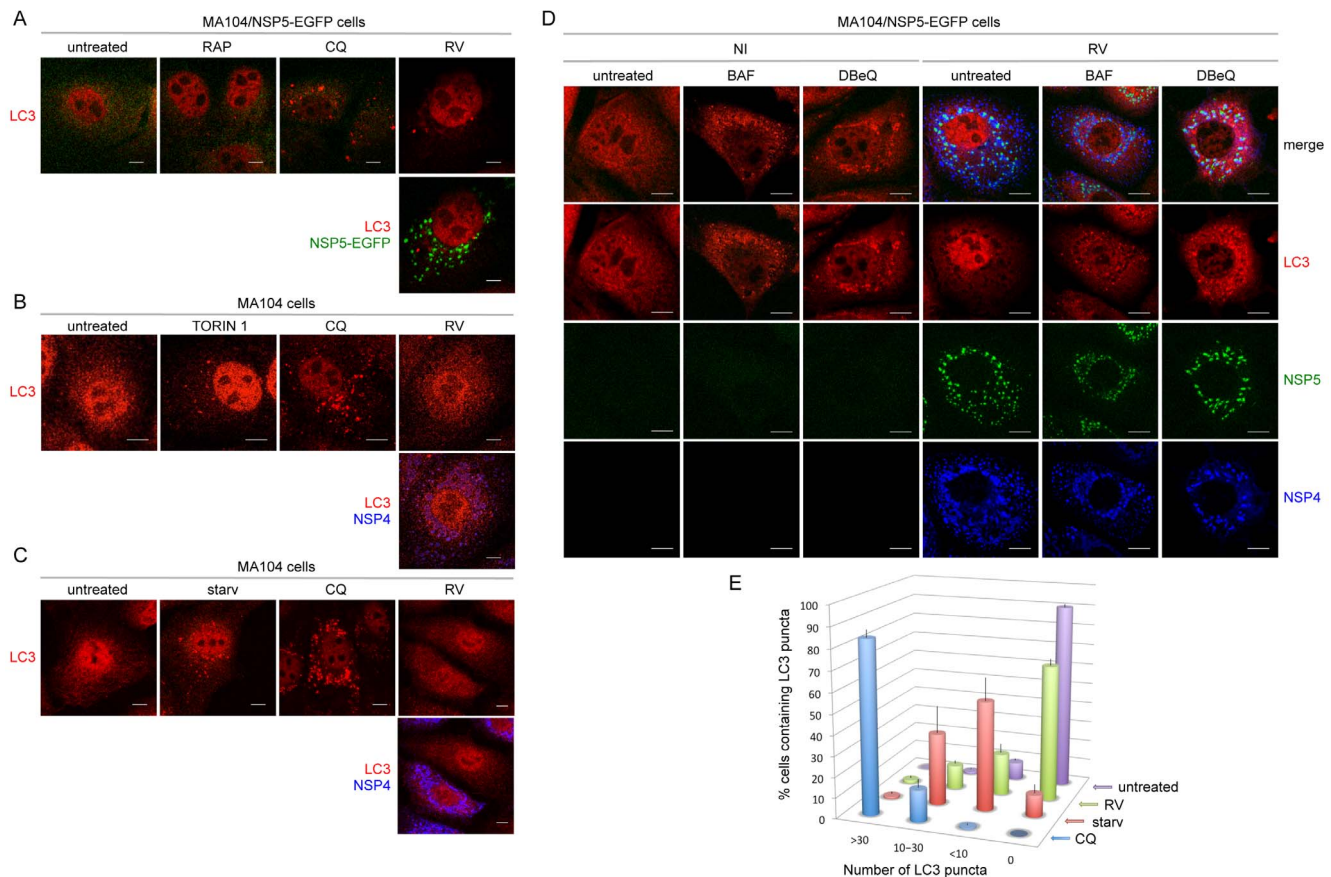 A
MA104/NSP5-EGFP cells
untreated RAP CQ RV
LC3
LC3
NSP5-EGFP
B
MA104 cells
untreated TORIN 1 CQ RV
LC3
LC3
NSP4
C
MA104 cells
untreated starv CQ RV
LC3
LC3
NSP4
D
MA104/NSP5-EGFP cells
NI RV
untreated BAF DBeQ untreated BAF DBeQ
merge
LC3
NSP5
NSP4
E
% cells containing LC3 puncta
100
90
80
70
60
50
40
30
20
10
0
>30 10–30 <10 0
Number of LC3 puncta
untreated
RV
starv
CQ